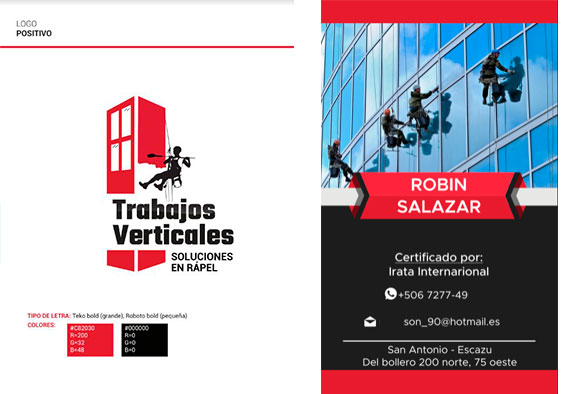 LOGO
POSITIVO
Trabajos
Verticales
SOLUCIONES
EN RÁPEL
TIPO DE LETRA: Teko bold (grande), Roboto bold (pequeña)
COLORES:
#C82030
R=200
G=32
B=48
#000000
R=0
G=0
B=0
ROBIN
SALAZAR
Certificado por:
Irata Internarional
+506 7277-49
son_90@hotmail.es
San Antonio - Escazu
Del bollero 200 norte, 75 oeste